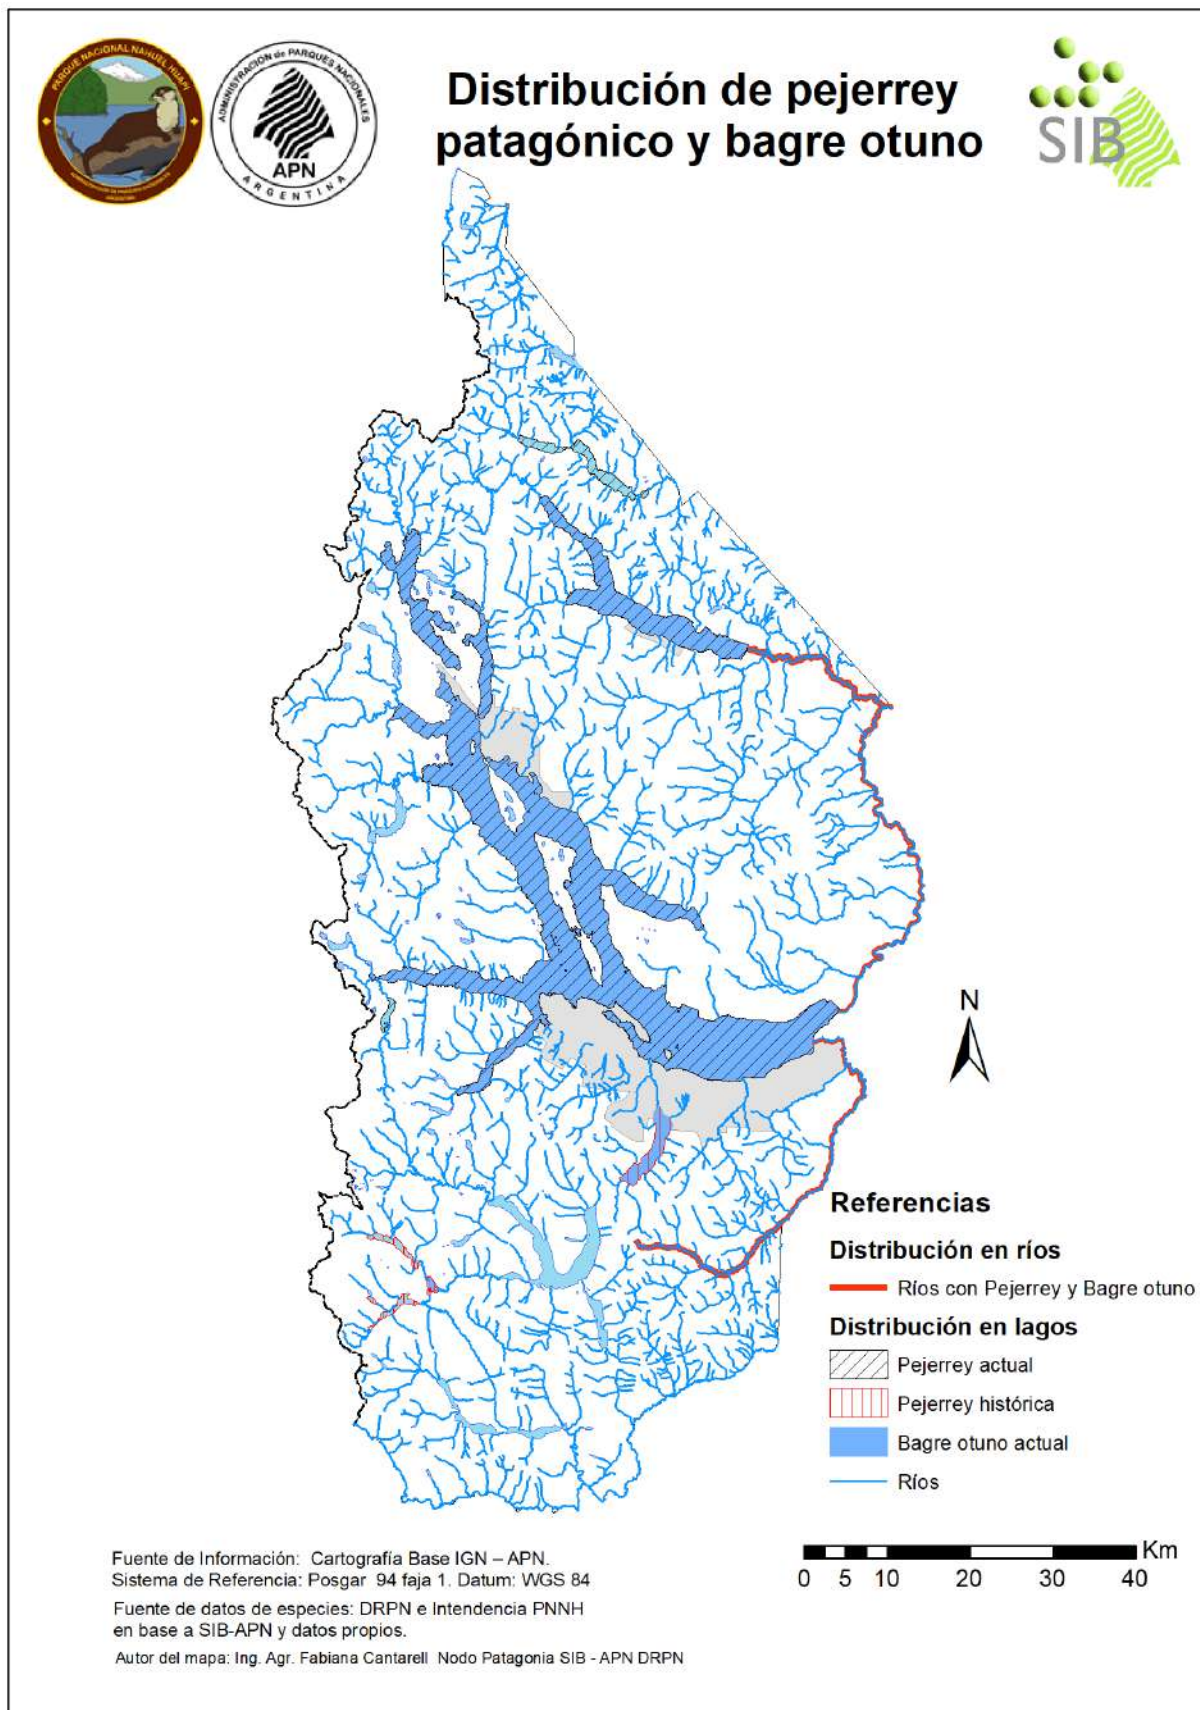 PARQUE NACIONAL NAHUEL HUAPI
ADMINISTRACIÓN de PARQUES NACIONALES
APN
ARGENTINA
Distribución de pejerrey
patagónico y bagre otuno
SIB
N
Referencias
Distribución en ríos
Ríos con Pejerrey y Bagre otuno
Distribución en lagos
Pejerrey actual
Pejerrey histórica
Bagre otuno actual
Ríos
Km
0 5 10 20 30 40
Fuente de Información: Cartografía Base IGN – APN.
Sistema de Referencia: Posgar 94 faja 1. Datum: WGS 84
Fuente de datos de especies: DRPN e Intendencia PNNH
en base a SIB-APN y datos propios.
Autor del mapa: Ing. Agr. Fabiana Cantarell Nodo Patagonia SIB - APN DRPN